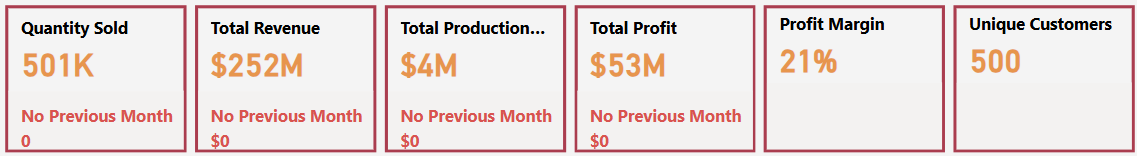 Quantity Sold
501K
No Previous Month
0
Total Revenue
$252M
No Previous Month
$0
Total Production...
$4M
No Previous Month
$0
Total Profit
$53M
No Previous Month
$0
Profit Margin
21%
Unique Customers
500